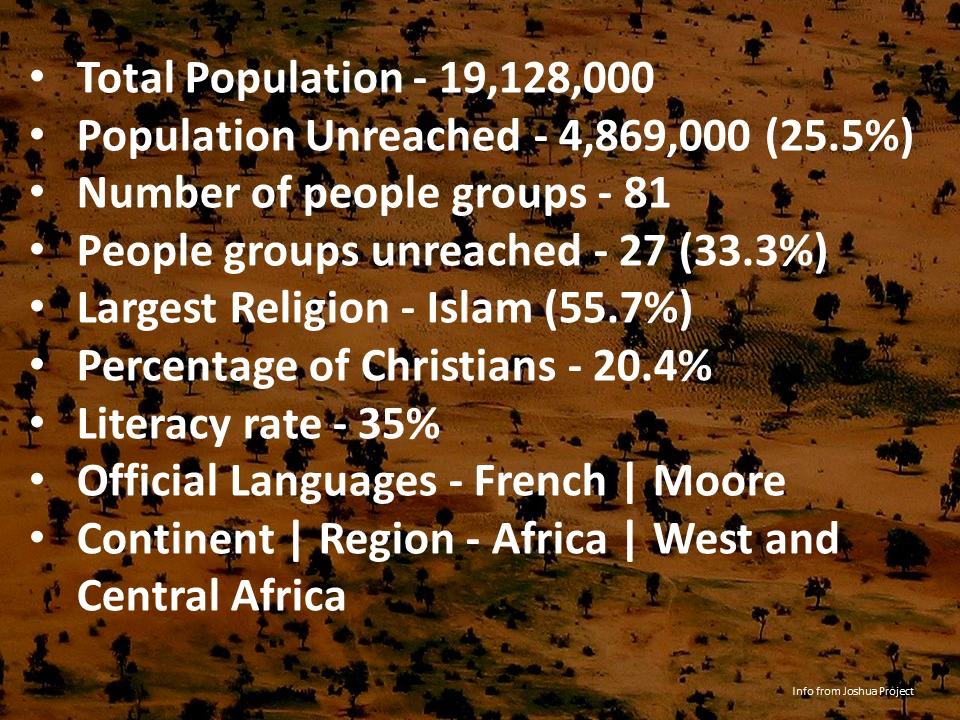 • Total Population - 19,128,000
• Population Unreached - 4,869,000 (25.5%)
• Number of people groups - 81
• People groups unreached - 27 (33.3%)
• Largest Religion - Islam (55.7%)
• Percentage of Christians - 20.4%
• Literacy rate - 35%
• Official Languages - French | Moore
• Continent | Region - Africa | West and
Central Africa
Info from Joshua Project